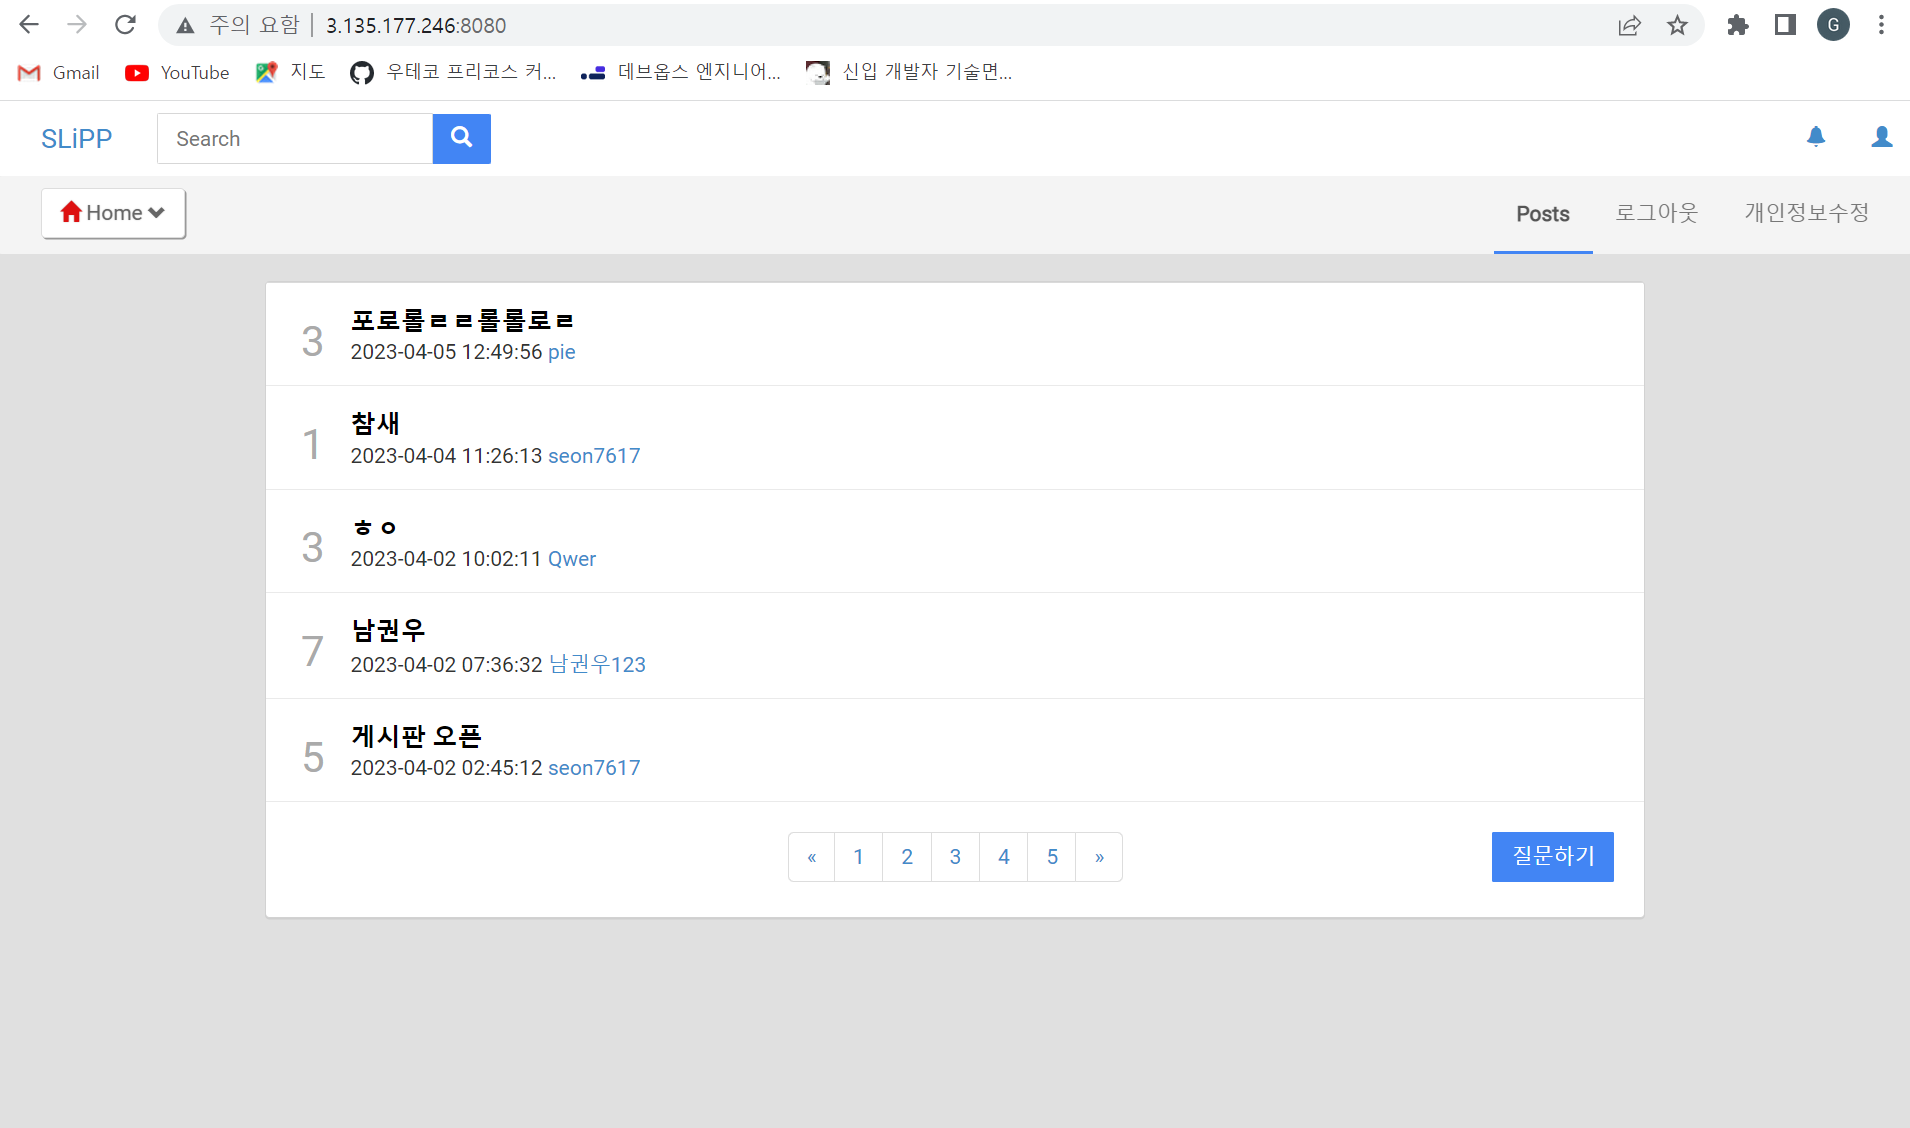 주의 요함 3.135.177.246:8080
G
Gmail YouTube 지도 우테코 프리코스 커... 데브옵스 엔지니어... 신입 개발자 기술면...
SLiPP Search
Home Posts 로그아웃 개인정보수정
포로롤ㄹㄹ롤롤로ㄹ
3
2023-04-05 12:49:56 pie
참새
1
2023-04-04 11:26:13 seon7617
ㅎㅇ
3
2023-04-02 10:02:11 Qwer
남권우
7
2023-04-02 07:36:32 남권우123
게시판 오픈
5
2023-04-02 02:45:12 seon7617
« 1 2 3 4 5 » 질문하기